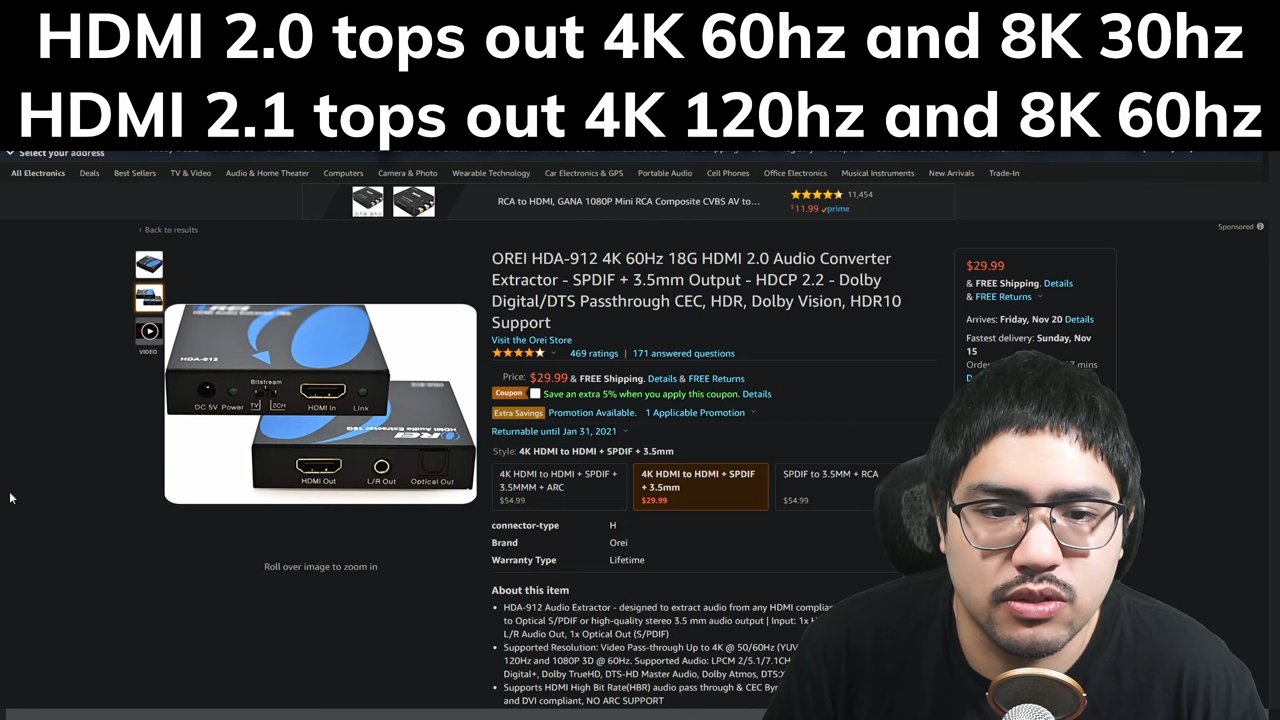 HDMI 2.0 tops out 4K 60hz and 8K 30hz
HDMI 2.1 tops out 4K 120hz and 8K 60hz
Select your address
All Electronics Deals Best Sellers TV & Video Audio & Home Theater Computers Camera & Photo Wearable Technology Car Electronics & GPS Portable Audio Cell Phones Office Electronics Musical Instruments New Arrivals Trade-In
RCA to HDMI, GANA 1080P Mini RCA Composite CVBS AV to...
11,454
$11.99 prime
Sponsored
‹ Back to results
OREI HDA-912 4K 60Hz 18G HDMI 2.0 Audio Converter
Extractor - SPDIF + 3.5mm Output - HDCP 2.2 - Dolby
Digital/DTS Passthrough CEC, HDR, Dolby Vision, HDR10
Support
Visit the Orei Store
469 ratings | 171 answered questions
Price: $29.99 & FREE Shipping. Details & FREE Returns
Coupon Save an extra 5% when you apply this coupon. Details
Extra Savings Promotion Available. 1 Applicable Promotion
Returnable until Jan 31, 2021
Style: 4K HDMI to HDMI + SPDIF + 3.5mm
4K HDMI to HDMI + SPDIF +
3.5MMM + ARC
$54.99
4K HDMI to HDMI + SPDIF
+ 3.5mm
$29.99
SPDIF to 3.5MM + RCA
$54.99
connector-type H
Brand Orei
Warranty Type Lifetime
About this item
HDA-912 Audio Extractor - designed to extract audio from any HDMI
to Optical S/PDIF or high-quality stereo 3.5 mm audio output | Input: 1x
L/R Audio Out, 1x Optical Out (S/PDIF)
Supported Resolution: Video Pass-through Up to 4K @ 50/60Hz
120Hz and 1080P 3D @ 60Hz. Supported Audio: LPCM 2/5.1/7.1CH
Digital+, Dolby TrueHD, DTS-HD Master Audio, Dolby Atmos,
Supports HDMI High Bit Rate(HBR) audio pass through & CEC
and DVI compliant, NO ARC SUPPORT
$29.99
& FREE Shipping. Details
& FREE Returns
Arrives: Friday, Nov 20 Details
Fastest delivery: Sunday, Nov
15
mins
VIDEO
HDA-912
Bitstream
DC 5V Power TV 2CH HDMI In Link
HDMI Audio Extractor 18G
HDMI Out L/R Out Optical Out
Roll over image to zoom in